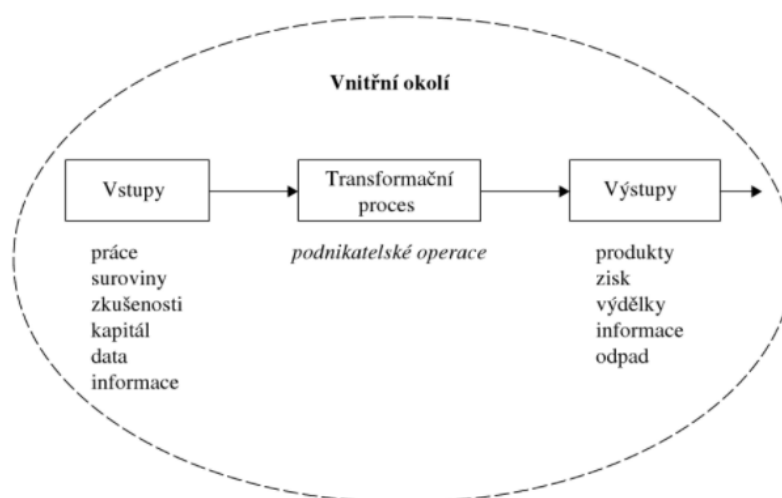 Vnitřní okolí
Vstupy
Transformační
proces
Výstupy
práce
suroviny
zkušenosti
kapitál
data
informace
podnikatelské operace
produkty
zisk
výdělky
informace
odpad